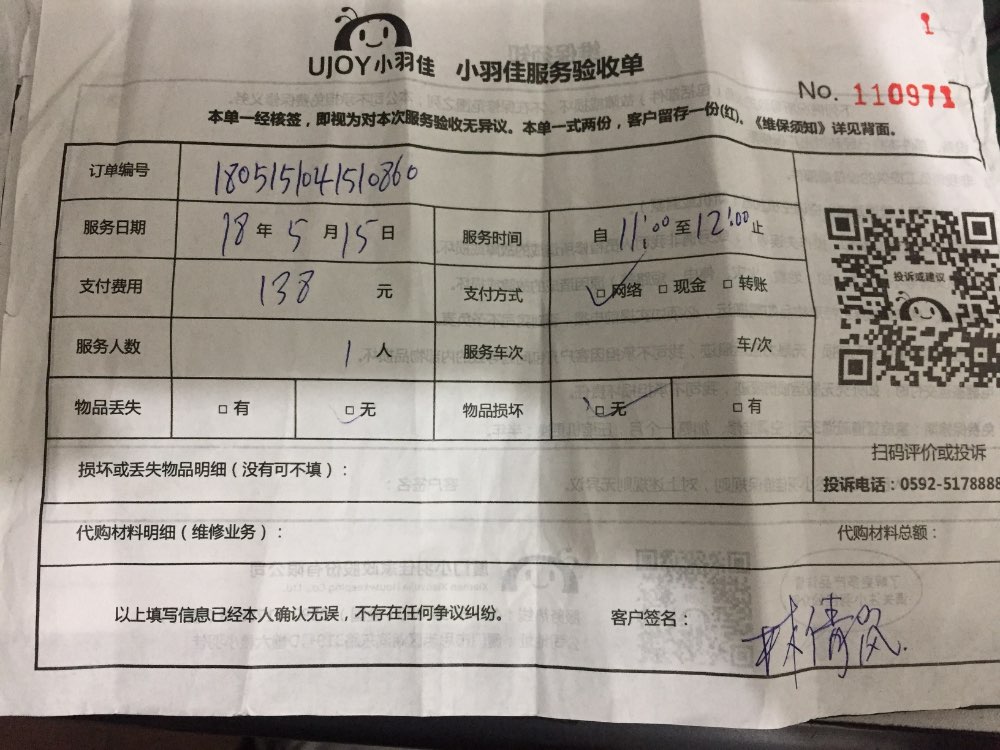 1
UJOY小羽佳 小羽佳服务验收单
No. 110971
本单一经核签，即视为对本次服务验收无异议。本单一式两份，客户留存一份(红)。《维保须知》详见背面。
订单编号 1805151041510860
服务日期 18 年 5 月 15 日 服务时间 自 11:00 至 12:00 止
支付费用 138 元 支付方式 □网络 □现金 □转账
投诉或建议
服务人数 1 人 服务车次 车/次
物品丢失 □有 □无 物品损坏 □无 □有
扫码评价或投诉
损坏或丢失物品明细（没有可不填）：
投诉电话：0592-5178888
代购材料明细（维修业务）： 代购材料总额：
以上填写信息已经本人确认无误，不存在任何争议纠纷。 客户签名： 林倩岚